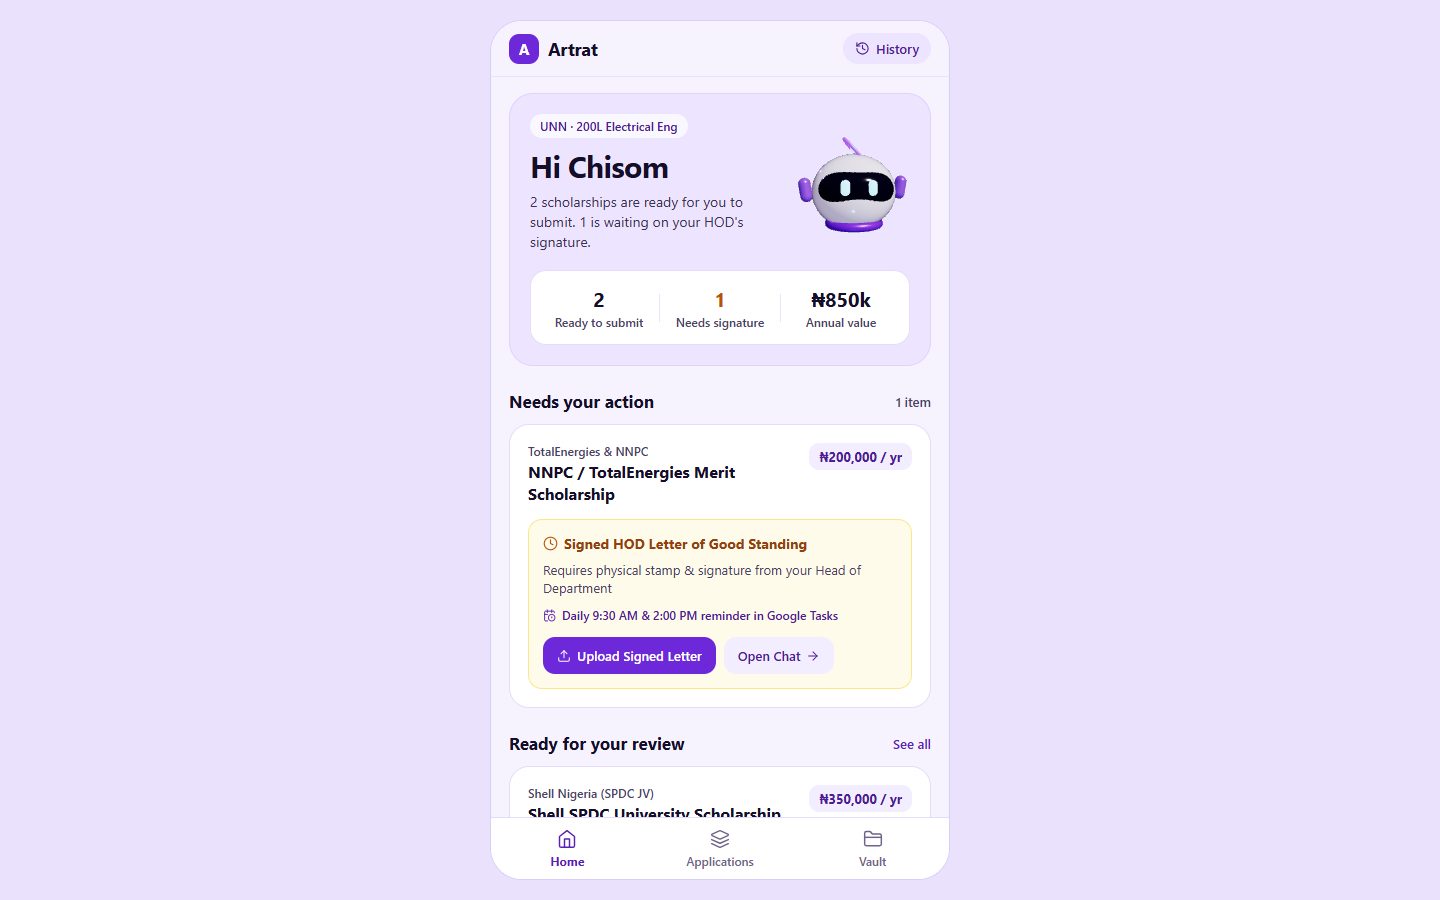 A Artrat
History
UNN · 200L Electrical Eng
Hi Chisom
2 scholarships are ready for you to
submit. 1 is waiting on your HOD's
signature.
2
Ready to submit
1
Needs signature
₦850k
Annual value
Needs your action
1 item
TotalEnergies & NNPC
NNPC / TotalEnergies Merit
Scholarship
₦200,000 / yr
Signed HOD Letter of Good Standing
Requires physical stamp & signature from your Head of
Department
Daily 9:30 AM & 2:00 PM reminder in Google Tasks
Upload Signed Letter
Open Chat →
Ready for your review
See all
Shell Nigeria (SPDC JV)
Shell SPDC University Scholarship
₦350,000 / yr
Home
Applications
Vault